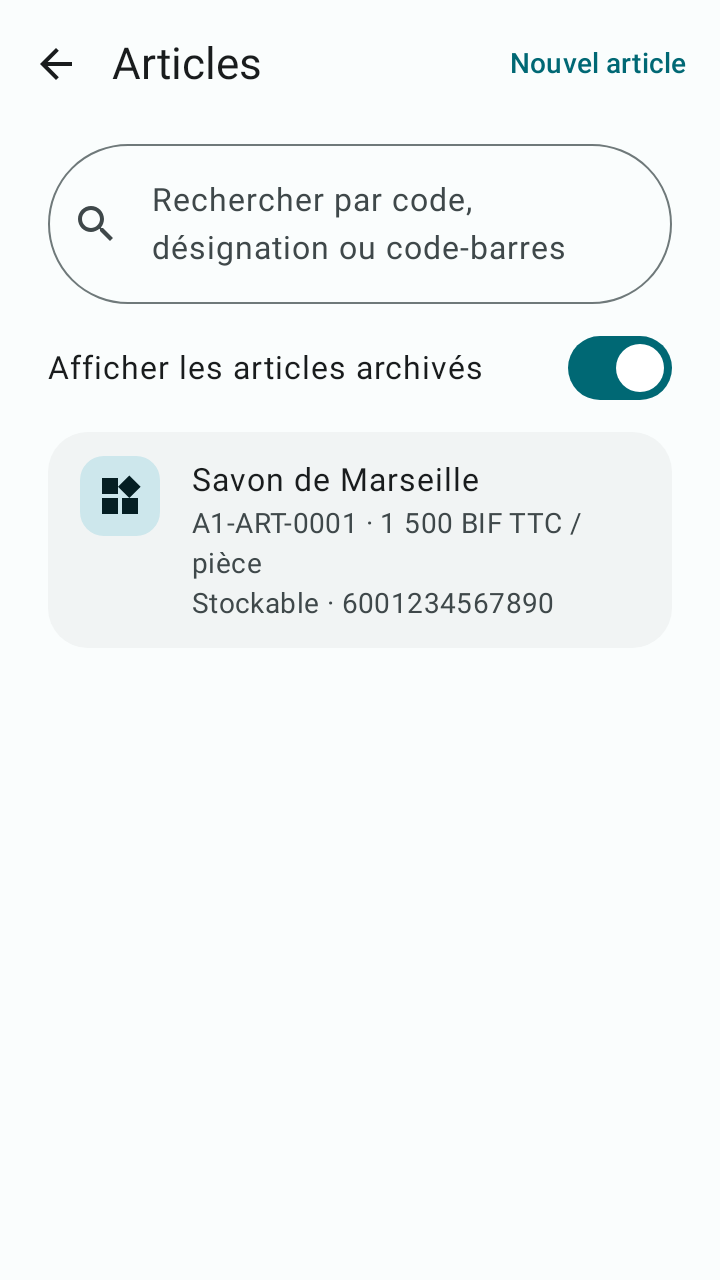 Articles
Nouvel article
Rechercher par code,
désignation ou code-barres
Afficher les articles archivés
Savon de Marseille
A1-ART-0001 · 1 500 BIF TTC /
pièce
Stockable · 6001234567890